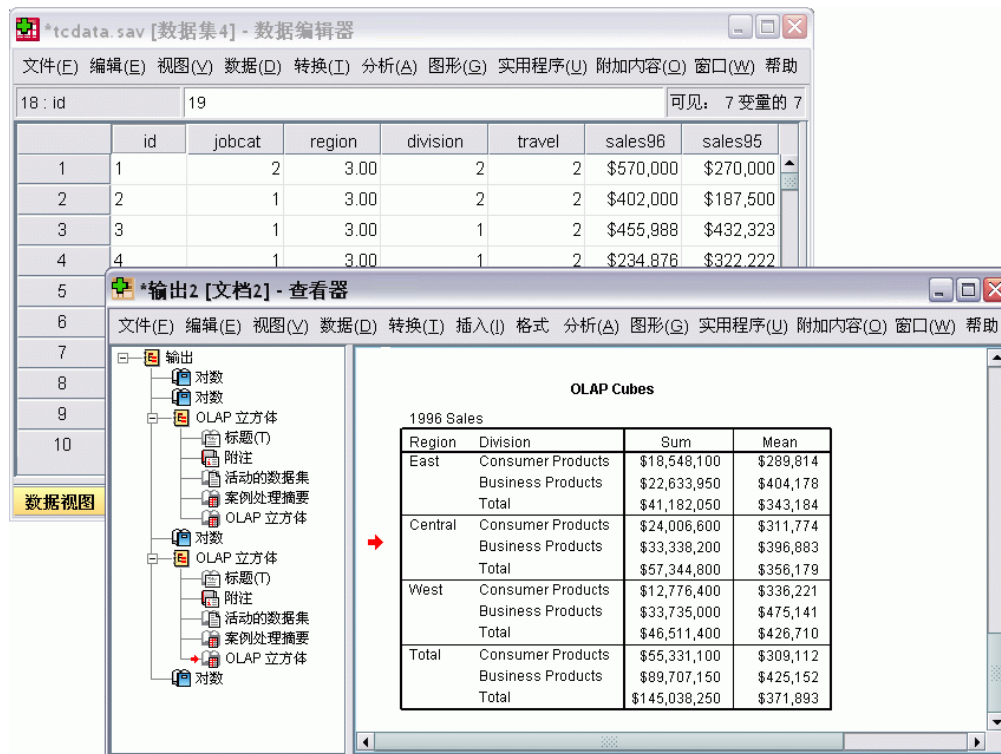 *tcdata.sav [数据集4] - 数据编辑器
文件(F) 编辑(E) 视图(V) 数据(D) 转换(T) 分析(A) 图形(G) 实用程序(U) 附加内容(O) 窗口(W) 帮助
18 : id 19 可见: 7 变量的 7
id jobcat region division travel sales96 sales95
1 1 2 3.00 2 2 $570,000 $270,000
2 2 1 3.00 2 2 $402,000 $187,500
3 3 1 3.00 1 2 $455,988 $432,323
4 4 1 3.00 1 2 $234,876 $322,222
5
6
7
8
9
10
数据视图
*输出2 [文档2] - 查看器
文件(F) 编辑(E) 视图(V) 数据(D) 转换(T) 插入(I) 格式 分析(A) 图形(G) 实用程序(U) 附加内容(O) 窗口(W) 帮助
输出
对数
对数
OLAP 立方体
标题(T)
附注
活动的数据集
案例处理摘要
OLAP 立方体
对数
OLAP 立方体
标题(T)
附注
活动的数据集
案例处理摘要
OLAP 立方体
对数
OLAP Cubes
1996 Sales
Region Division Sum Mean
East Consumer Products $18,548,100 $289,814
Business Products $22,633,950 $404,178
Total $41,182,050 $343,184
Central Consumer Products $24,006,600 $311,774
Business Products $33,338,200 $396,883
Total $57,344,800 $356,179
West Consumer Products $12,776,400 $336,221
Business Products $33,735,000 $475,141
Total $46,511,400 $426,710
Total Consumer Products $55,331,100 $309,112
Business Products $89,707,150 $425,152
Total $145,038,250 $371,893